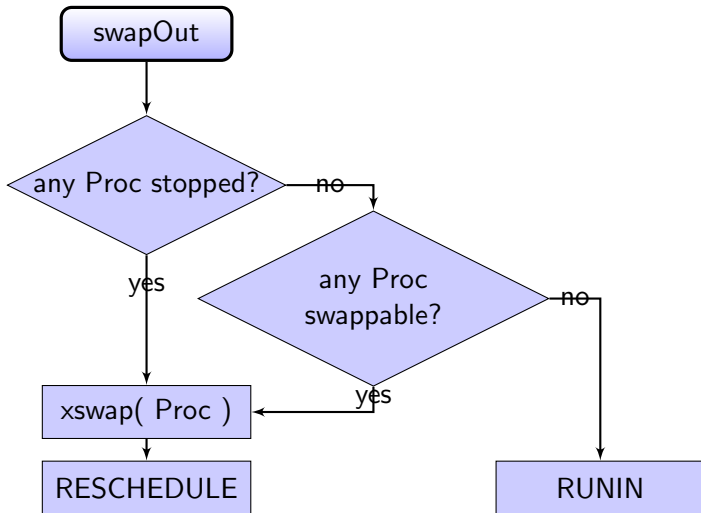 swapOut
any Proc stopped?
no
yes
any Proc
swappable?
no
yes
xswap( Proc )
RESCHEDULE
RUNIN